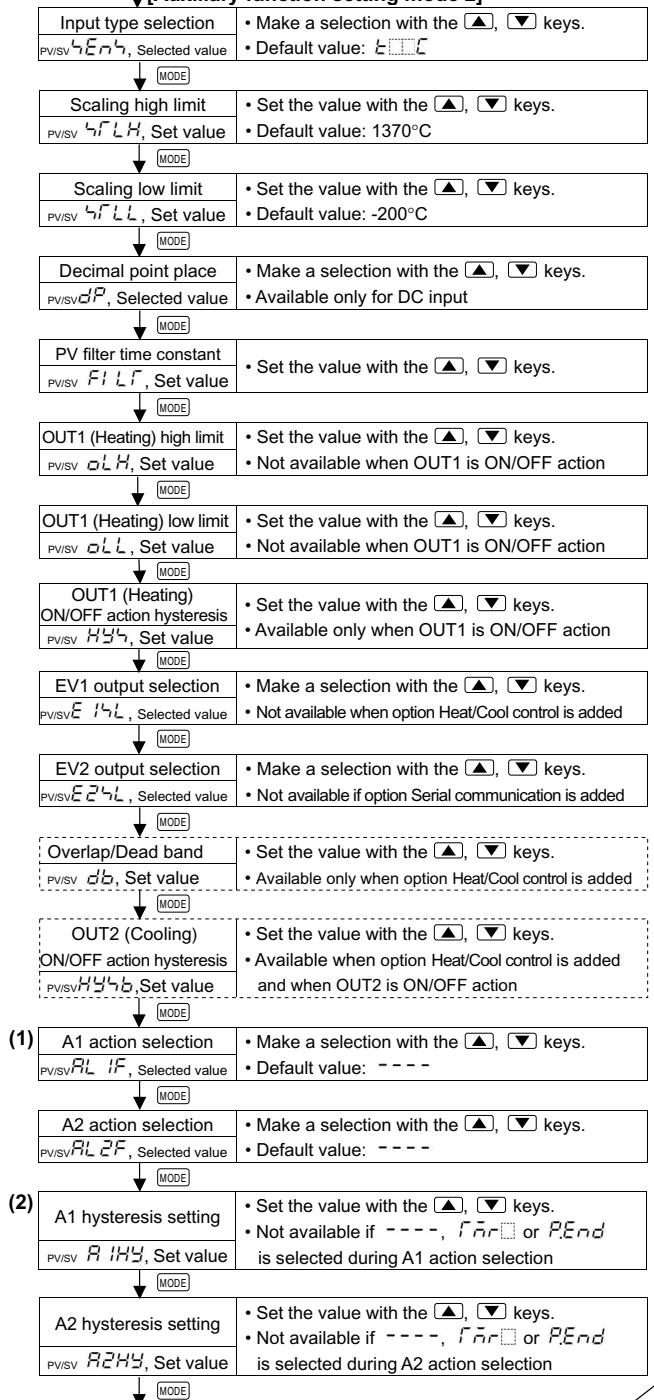 [Auxiliary function setting mode 2]
Input type selection
PV/SV SEnS, Selected value
• Make a selection with the ▲, ▼ keys.
• Default value: E□□C
MODE
Scaling high limit
PV/SV SFLH, Set value
• Set the value with the ▲, ▼ keys.
• Default value: 1370°C
MODE
Scaling low limit
PV/SV SFLL, Set value
• Set the value with the ▲, ▼ keys.
• Default value: -200°C
MODE
Decimal point place
PV/SV dP, Selected value
• Make a selection with the ▲, ▼ keys.
• Available only for DC input
MODE
PV filter time constant
PV/SV FILT, Set value
• Set the value with the ▲, ▼ keys.
MODE
OUT1 (Heating) high limit
PV/SV oLH, Set value
• Set the value with the ▲, ▼ keys.
• Not available when OUT1 is ON/OFF action
MODE
OUT1 (Heating) low limit
PV/SV oLL, Set value
• Set the value with the ▲, ▼ keys.
• Not available when OUT1 is ON/OFF action
MODE
OUT1 (Heating)
ON/OFF action hysteresis
PV/SV HYS, Set value
• Set the value with the ▲, ▼ keys.
• Available only when OUT1 is ON/OFF action
MODE
EV1 output selection
PV/SV E1SL, Selected value
• Make a selection with the ▲, ▼ keys.
• Not available when option Heat/Cool control is added
MODE
EV2 output selection
PV/SV E2SL, Selected value
• Make a selection with the ▲, ▼ keys.
• Not available if option Serial communication is added
MODE
Overlap/Dead band
PV/SV db, Set value
• Set the value with the ▲, ▼ keys.
• Available only when option Heat/Cool control is added
MODE
OUT2 (Cooling)
ON/OFF action hysteresis
PV/SV HYSb,Set value
• Set the value with the ▲, ▼ keys.
• Available when option Heat/Cool control is added
and when OUT2 is ON/OFF action
MODE
(1)
A1 action selection
PV/SV AL1F, Selected value
• Make a selection with the ▲, ▼ keys.
• Default value: ----
MODE
A2 action selection
PV/SV AL2F, Selected value
• Make a selection with the ▲, ▼ keys.
• Default value: ----
MODE
(2)
A1 hysteresis setting
PV/SV A1HY, Set value
• Set the value with the ▲, ▼ keys.
• Not available if ----, Tmr□ or P.End
is selected during A1 action selection
MODE
A2 hysteresis setting
PV/SV A2HY, Set value
• Set the value with the ▲, ▼ keys.
• Not available if ----, Tmr□ or P.End
is selected during A2 action selection
MODE